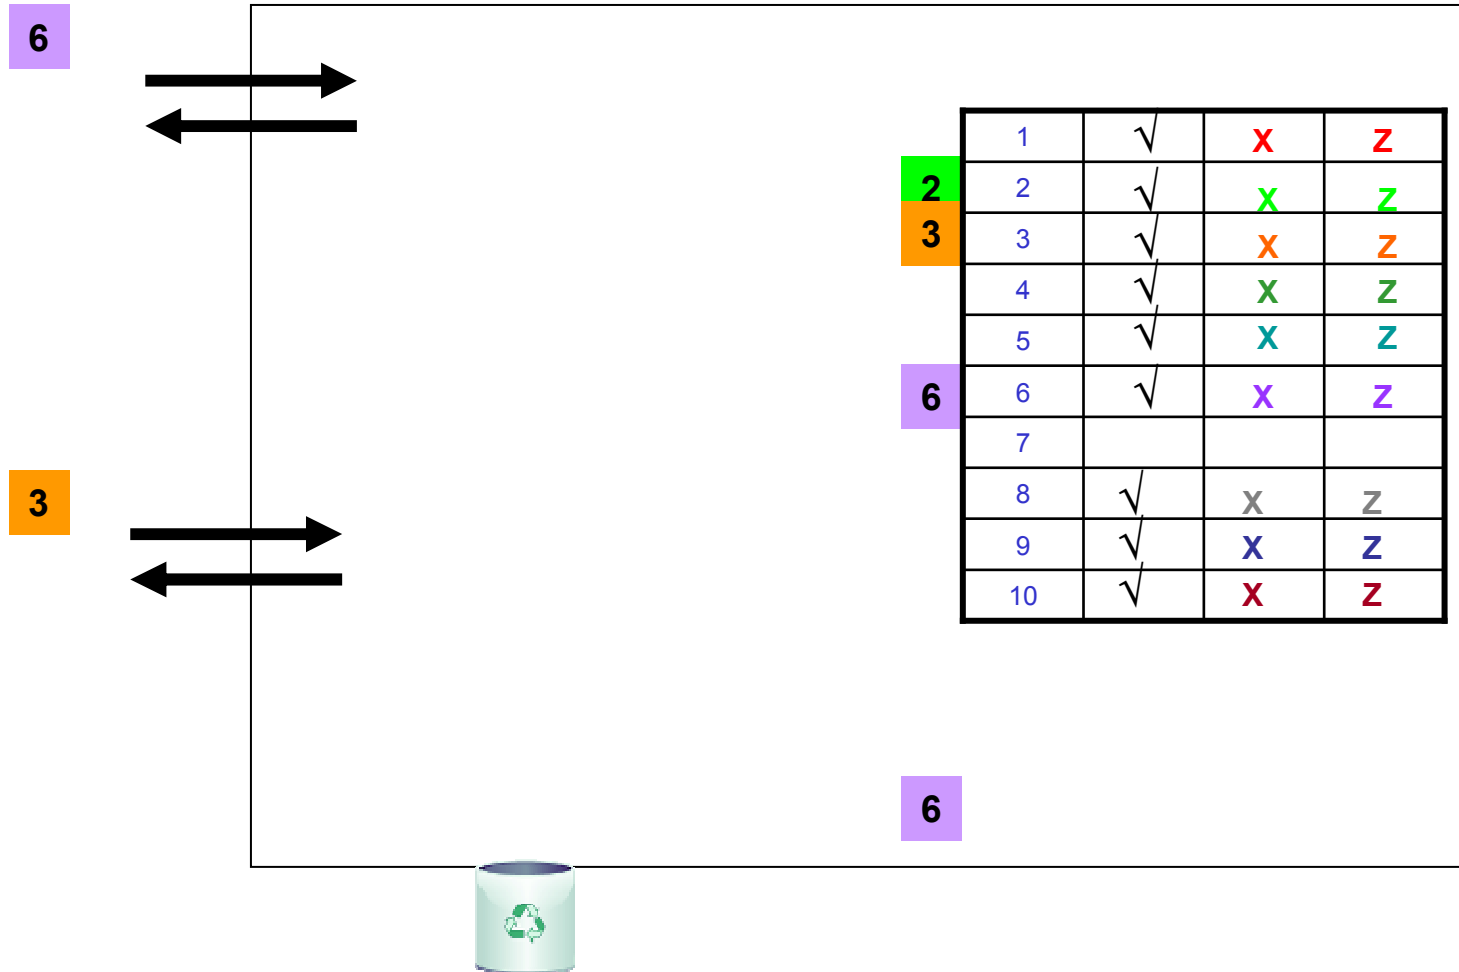 6
1 √ X Z
2 2 √ X Z
3 3 √ X Z
4 √ X Z
5 √ X Z
6 6 √ X Z
7
3 8 √ X Z
9 √ X Z
10 √ X Z
6